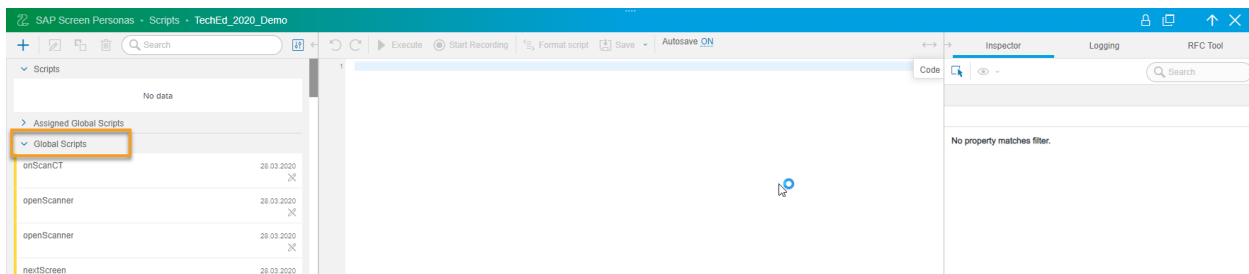 SAP Screen Personas • Scripts • TechEd_2020_Demo
Search
Execute
Start Recording
Format script
Save
Autosave ON
Inspector
Logging
RFC Tool
Scripts
1
Code
Search
No data
Assigned Global Scripts
Global Scripts
No property matches filter.
onScanCT
28.03.2020
openScanner
28.03.2020
openScanner
28.03.2020
nextScreen
28.03.2020